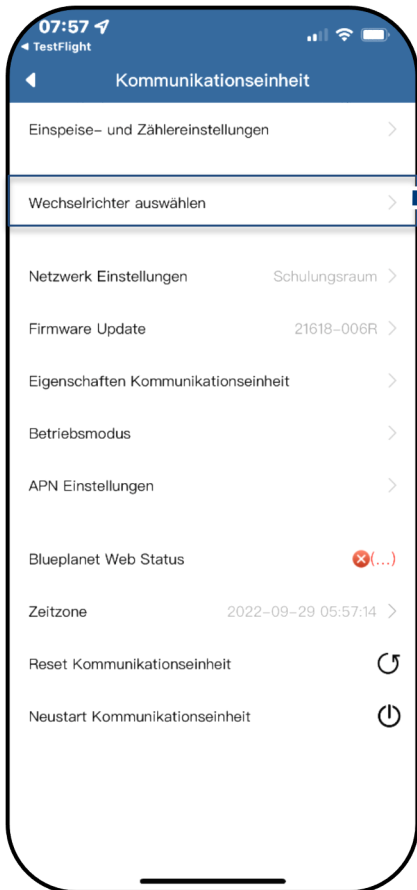 07:57
TestFlight
Kommunikationseinheit
Einspeise- und Zählereinstellungen
Wechselrichter auswählen
Netzwerk Einstellungen Schulungsraum
Firmware Update 21618-006R
Eigenschaften Kommunikationseinheit
Betriebsmodus
APN Einstellungen
Blueplanet Web Status (...)
Zeitzone 2022-09-29 05:57:14
Reset Kommunikationseinheit
Neustart Kommunikationseinheit